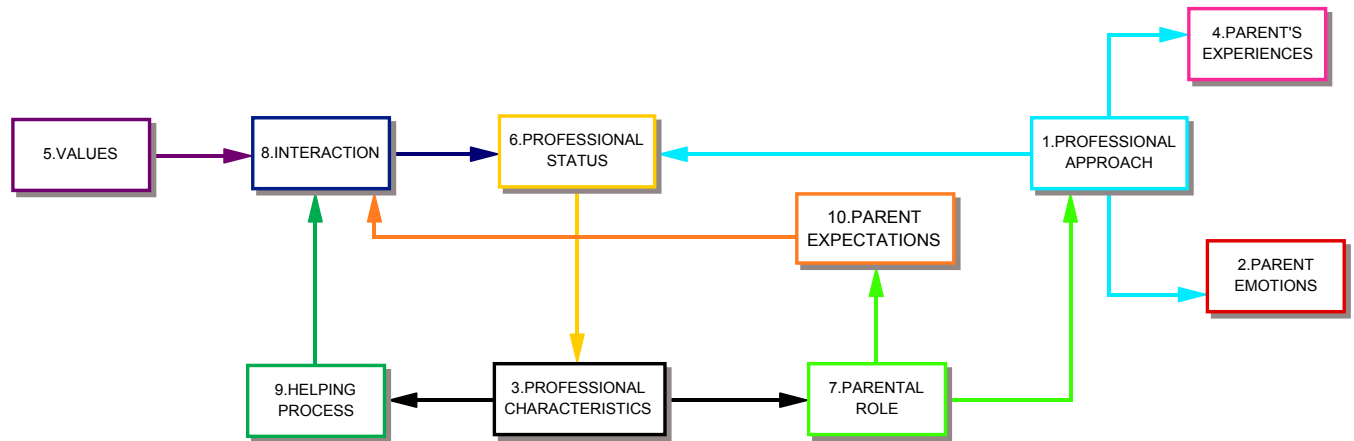 4.PARENT'S
EXPERIENCES
5.VALUES
8.INTERACTION
6.PROFESSIONAL
STATUS
1.PROFESSIONAL
APPROACH
10.PARENT
EXPECTATIONS
2.PARENT
EMOTIONS
9.HELPING
PROCESS
3.PROFESSIONAL
CHARACTERISTICS
7.PARENTAL
ROLE